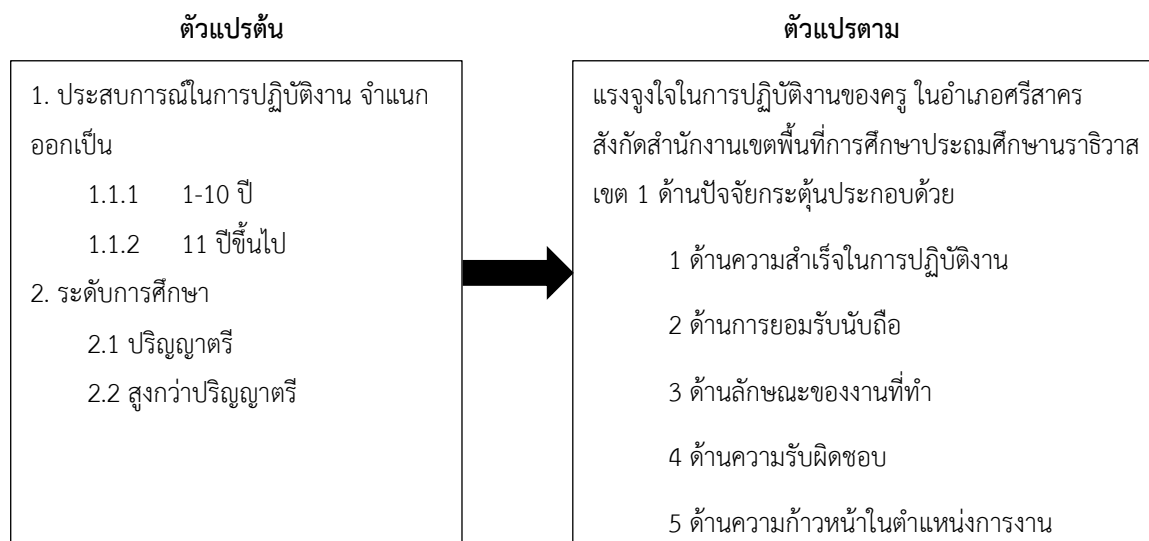 ตัวแปรต้น
1. ประสบการณ์ในการปฏิบัติงาน จำแนก
ออกเป็น
1.1.1 1-10 ปี
1.1.2 11 ปีขึ้นไป
2. ระดับการศึกษา
2.1 ปริญญาตรี
2.2 สูงกว่าปริญญาตรี
ตัวแปรตาม
แรงจูงใจในการปฏิบัติงานของครู ในอำเภอศรีสาคร
สังกัดสำนักงานเขตพื้นที่การศึกษาประถมศึกษานราธิวาส
เขต 1 ด้านปัจจัยกระตุ้นประกอบด้วย
1 ด้านความสำเร็จในการปฏิบัติงาน
2 ด้านการยอมรับนับถือ
3 ด้านลักษณะของงานที่ทำ
4 ด้านความรับผิดชอบ
5 ด้านความก้าวหน้าในตำแหน่งการงาน